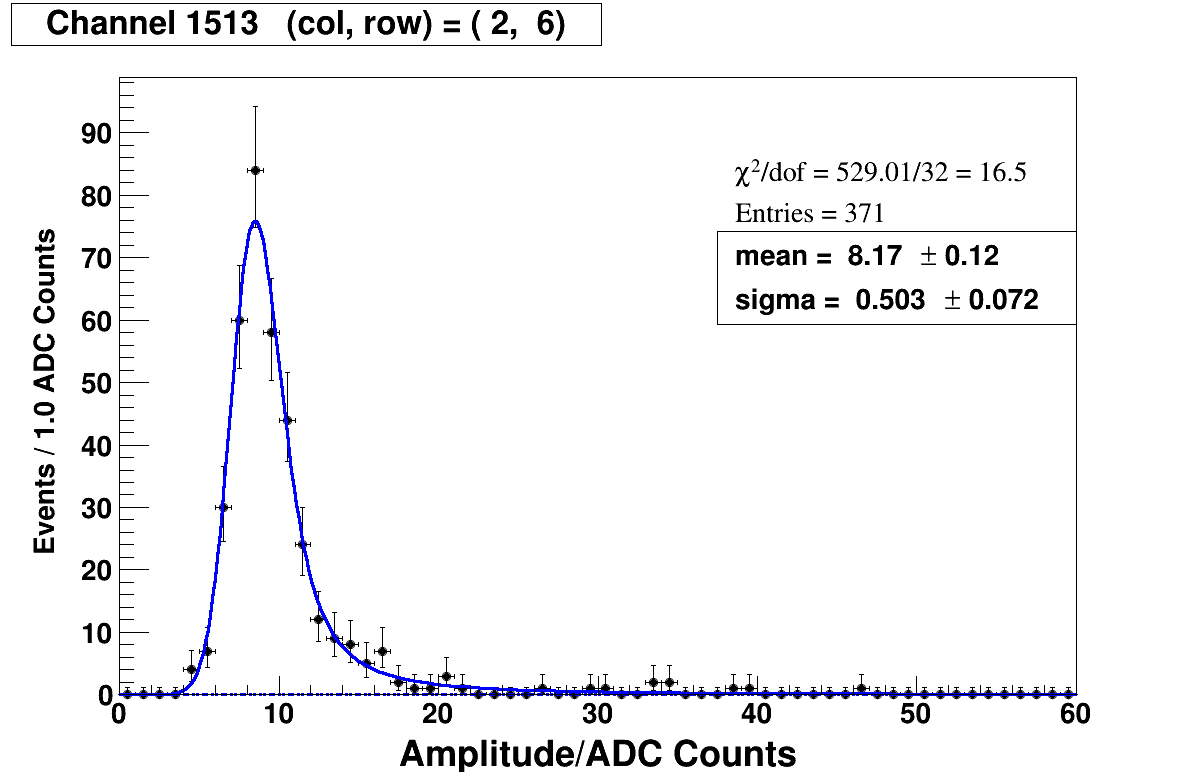 Channel 1513 (col, row) = ( 2, 6)
χ²/dof = 529.01/32 = 16.5
Entries = 371
mean = 8.17 ± 0.12
sigma = 0.503 ± 0.072
Events / 1.0 ADC Counts
90
80
70
60
50
40
30
20
10
0
0 10 20 30 40 50 60
Amplitude/ADC Counts